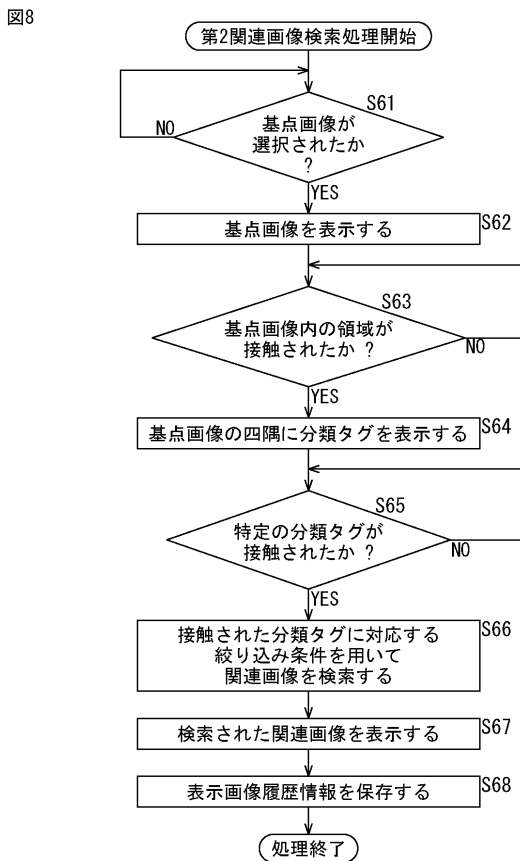 図8
第2関連画像検索処理開始
S61
基点画像が
選択されたか
?
NO
YES
基点画像を表示する
S62
S63
基点画像内の領域が
接触されたか ?
NO
YES
基点画像の四隅に分類タグを表示する
S64
S65
特定の分類タグが
接触されたか ?
NO
YES
接触された分類タグに対応する
絞り込み条件を用いて
関連画像を検索する
S66
検索された関連画像を表示する
S67
表示画像履歴情報を保存する
S68
処理終了